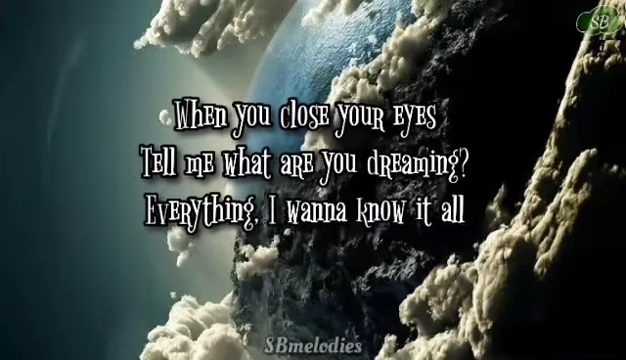 SB
When you close your eyes
Tell me what are you dreaming?
Everything, I wanna know it all
SBmelodies